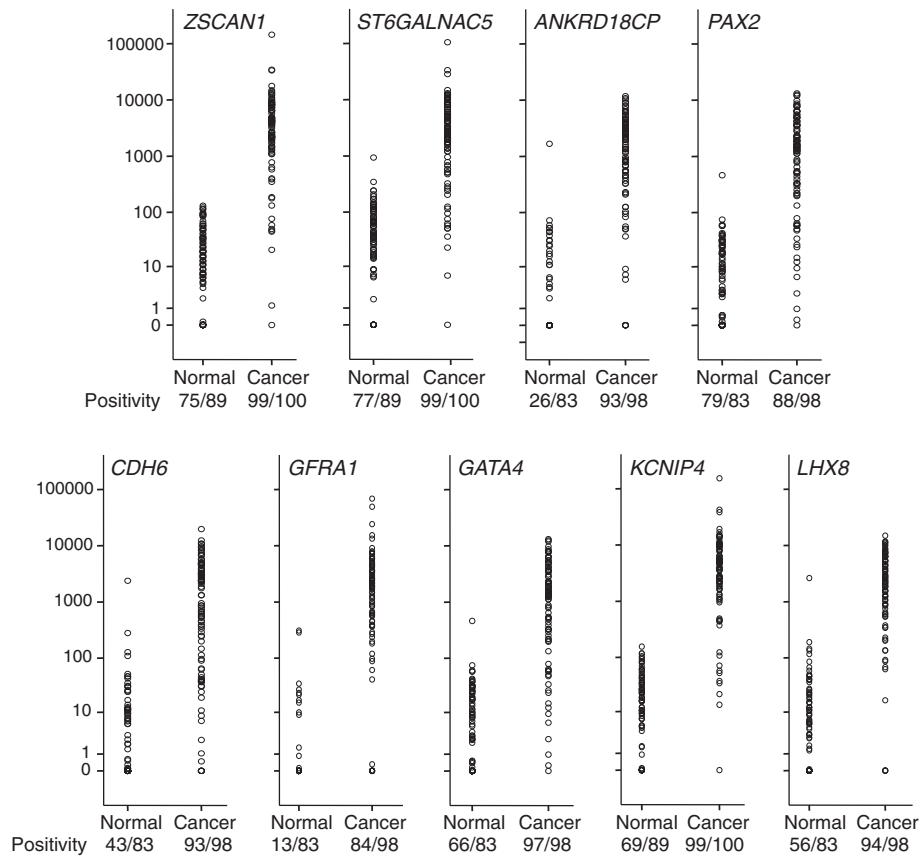 ZSCAN1 ST6GALNAC5 ANKRD18CP PAX2
100000
10000
1000
100
10
1
0
Normal Cancer Normal Cancer Normal Cancer Normal Cancer
Positivity 75/89 99/100 77/89 99/100 26/83 93/98 79/83 88/98
CDH6 GFRA1 GATA4 KCNIP4 LHX8
100000
10000
1000
100
10
1
0
Normal Cancer Normal Cancer Normal Cancer Normal Cancer Normal Cancer
Positivity 43/83 93/98 13/83 84/98 66/83 97/98 69/89 99/100 56/83 94/98